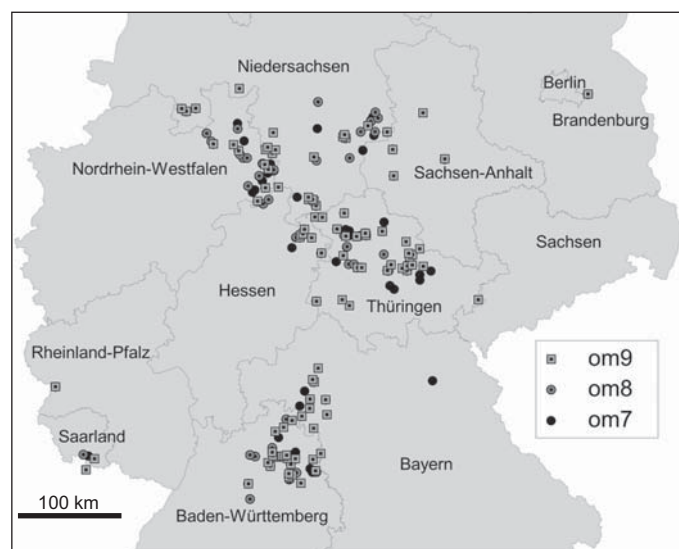 Niedersachsen
Berlin
Brandenburg
Nordrhein-Westfalen
Sachsen-Anhalt
Sachsen
Hessen
Thüringen
Rheinland-Pfalz
om9
om8
om7
Saarland
Bayern
100 km
Baden-Württemberg